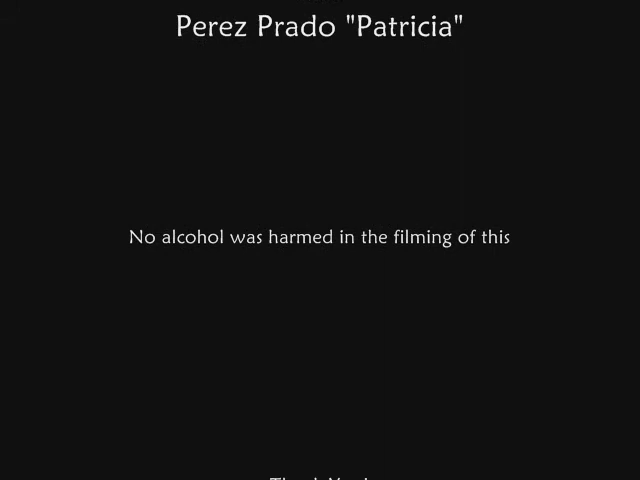 Perez Prado "Patricia"
No alcohol was harmed in the filming of this